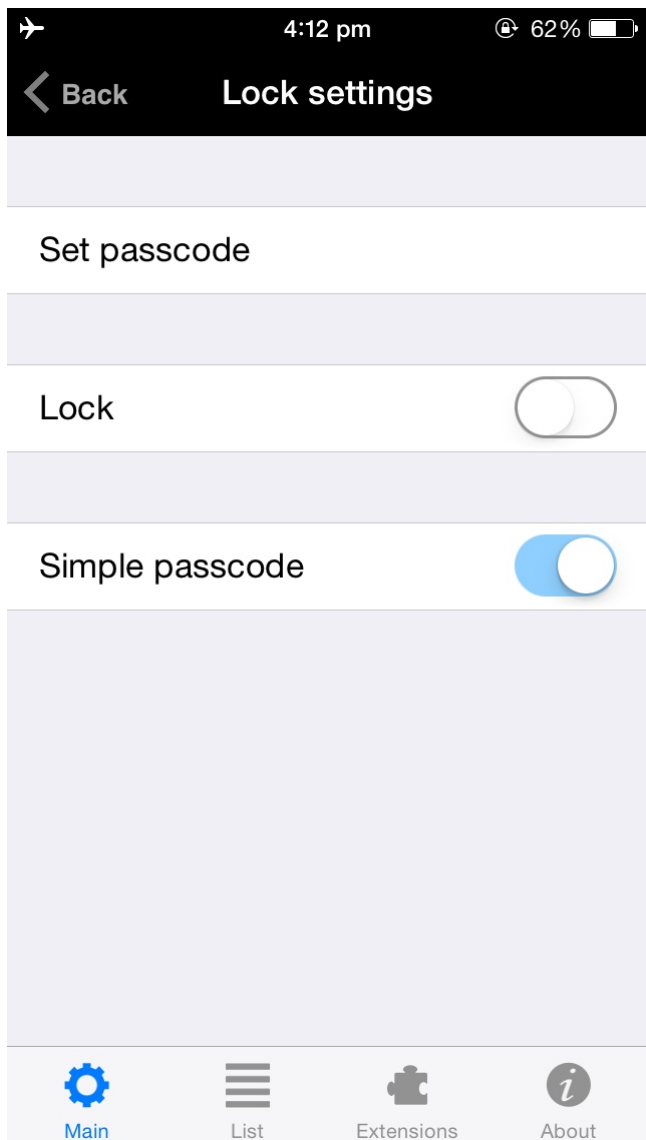 4:12 pm 62%
Back Lock settings
Set passcode
Lock
Simple passcode
Main List Extensions About